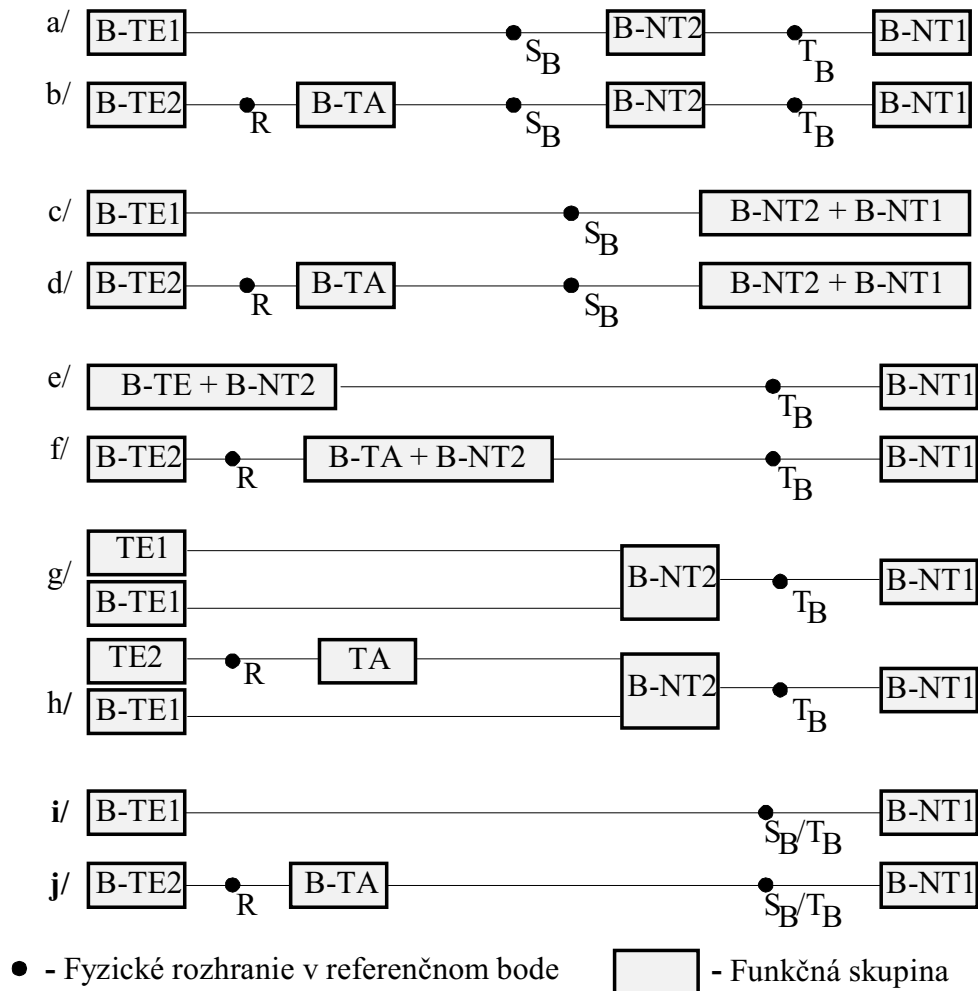 a/ B-TE1 SB B-NT2 TB B-NT1
b/ B-TE2 R B-TA SB B-NT2 TB B-NT1
c/ B-TE1 SB B-NT2 + B-NT1
d/ B-TE2 R B-TA SB B-NT2 + B-NT1
e/ B-TE + B-NT2 TB B-NT1
f/ B-TE2 R B-TA + B-NT2 TB B-NT1
TE1
g/ B-NT2 TB B-NT1
B-TE1
TE2 R TA
B-NT2 TB B-NT1
h/ B-TE1
i/ B-TE1 SB/TB B-NT1
j/ B-TE2 R B-TA SB/TB B-NT1
- Fyzické rozhranie v referenčnom bode - Funkčná skupina